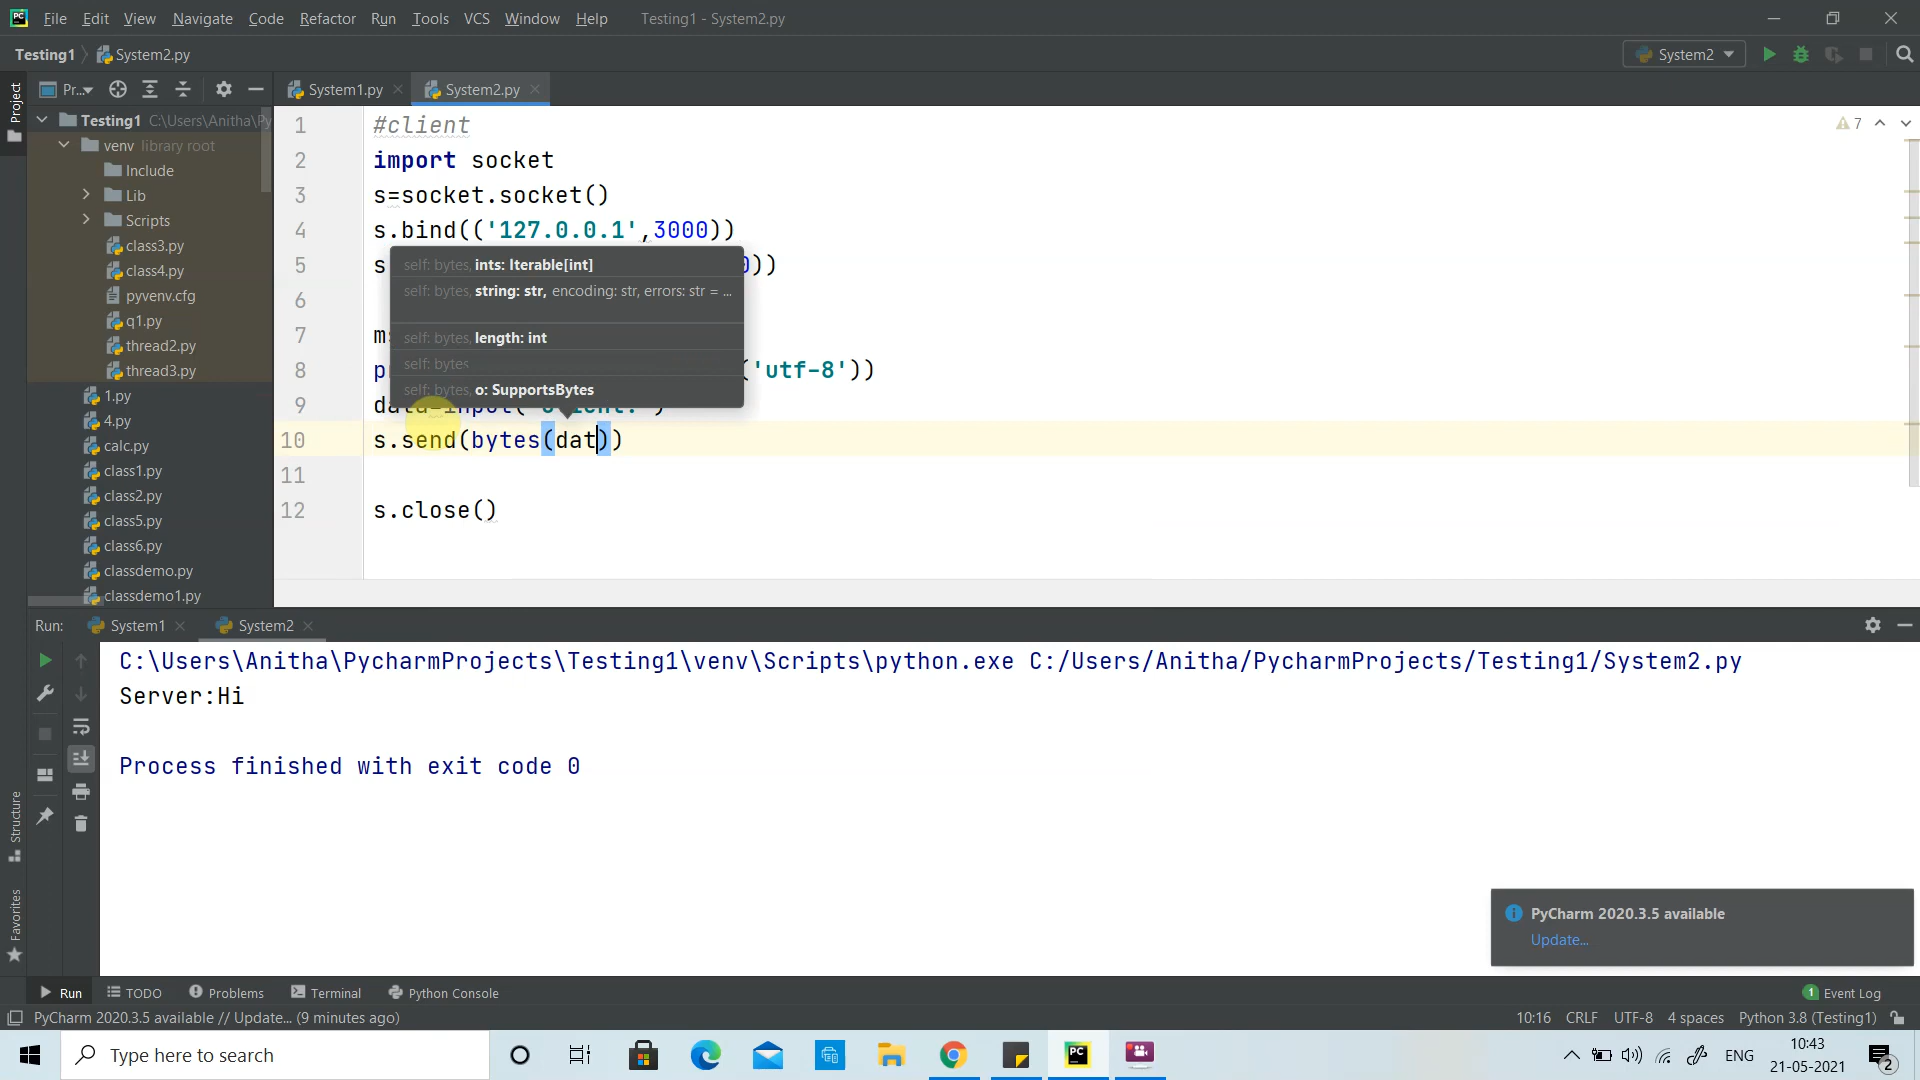 File Edit View Navigate Code Refactor Run Tools VCS Window Help Testing1 - System2.py
Testing1 System2.py System2
Pr... System1.py System2.py
Project
Testing1 C:\Users\Anitha\Py
venv library root
Include
Lib
Scripts
class3.py
class4.py
pyvenv.cfg
q1.py
thread2.py
thread3.py
1.py
4.py
calc.py
class1.py
class2.py
class5.py
class6.py
classdemo.py
classdemo1.py
7
1 #client
2 import socket
3 s=socket.socket()
4 s.bind(('127.0.0.1',3000))
5 s 0))
6
7 m
8 p ('utf-8'))
9
10 s.send(bytes(dat))
11
12 s.close()
self: bytes, ints: Iterable[int]
self: bytes, string: str, encoding: str, errors: str = ...
self: bytes, length: int
self: bytes
self: bytes, o: SupportsBytes
Run: System1 System2
C:\Users\Anitha\PycharmProjects\Testing1\venv\Scripts\python.exe C:/Users/Anitha/PycharmProjects/Testing1/System2.py
Server:Hi
Process finished with exit code 0
Structure
Favorites
PyCharm 2020.3.5 available
Update...
Run TODO Problems Terminal Python Console 1 Event Log
PyCharm 2020.3.5 available // Update... (9 minutes ago) 10:16 CRLF UTF-8 4 spaces Python 3.8 (Testing1)
Type here to search PC ENG 10:43
21-05-2021 2